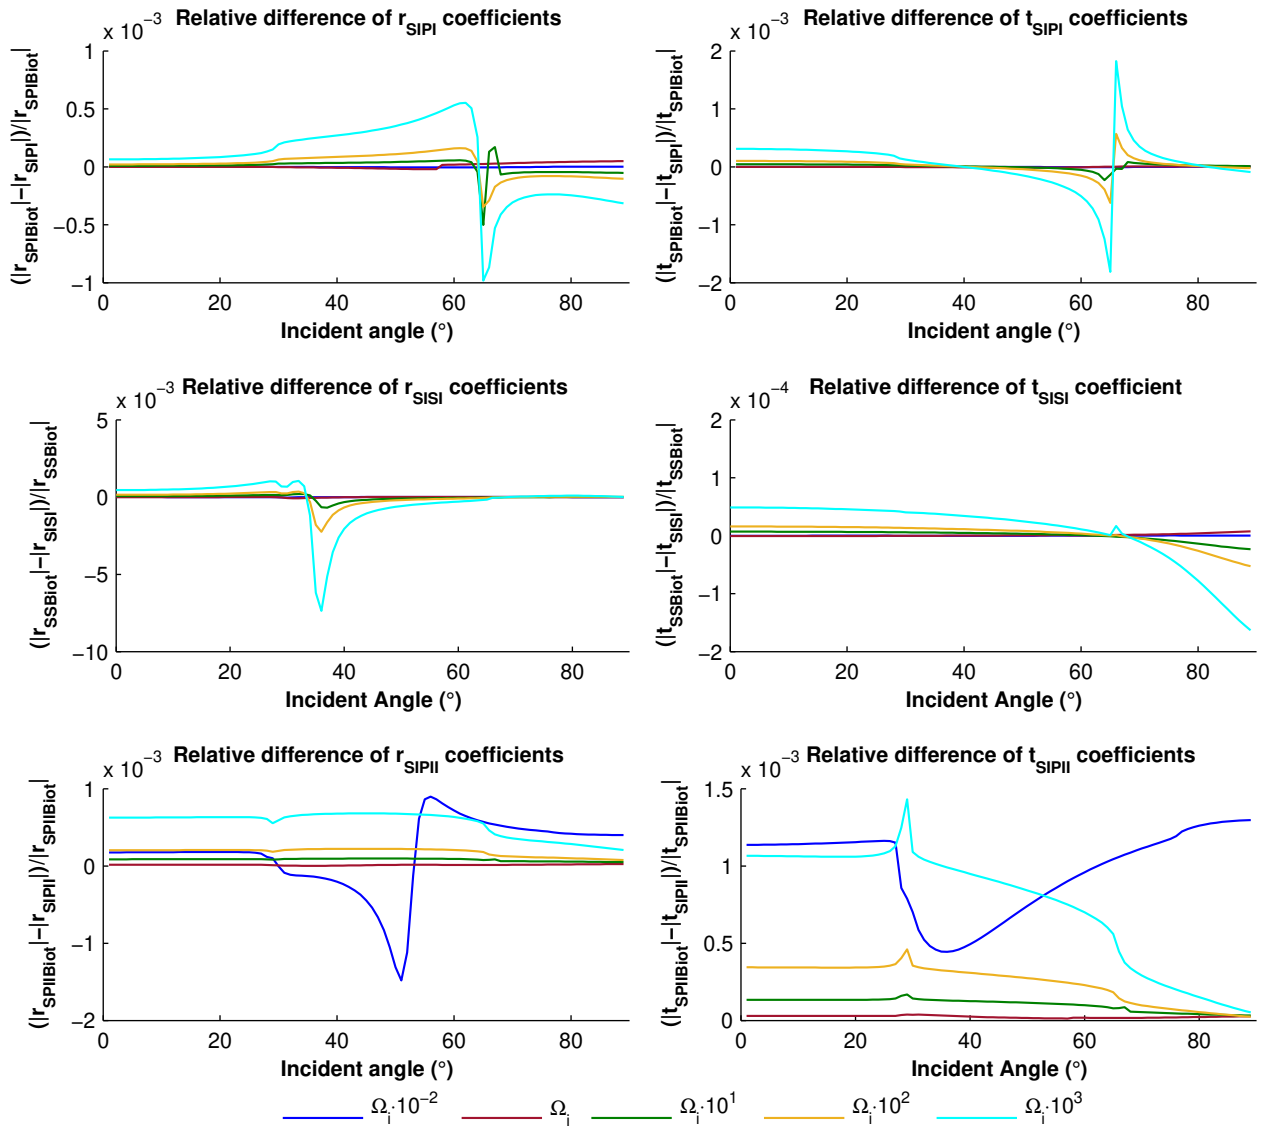 Relative difference of r_SIPI coefficients
x 10^−3
1
0.5
0
−0.5
−1
0 20 40 60 80
Incident angle (°)
(|r_SPIBiot|−|r_SIPI|)/|r_SPIBiot|
Relative difference of t_SIPI coefficients
x 10^−3
2
1
0
−1
−2
0 20 40 60 80
Incident angle (°)
(|t_SPIBiot|−|t_SIPI|)/|t_SPIBiot|
Relative difference of r_SISI coefficients
x 10^−3
5
0
−5
−10
0 20 40 60 80
Incident Angle (°)
(|r_SSBiot|−|r_SISI|)/|r_SSBiot|
Relative difference of t_SISI coefficient
x 10^−4
2
1
0
−1
−2
0 20 40 60 80
Incident Angle (°)
(|t_SSBiot|−|t_SISI|)/|t_SSBiot|
Relative difference of r_SIPII coefficients
x 10^−3
1
0
−1
−2
0 20 40 60 80
Incident angle (°)
(|r_SPIIBiot|−|r_SIPII|)/|r_SPIIBiot|
Relative difference of t_SIPII coefficients
x 10^−3
1.5
1
0.5
0
0 20 40 60 80
Incident angle (°)
(|t_SPIIBiot|−|t_SIPII|)/|t_SPIIBiot|
Ω_i·10^−2 Ω_i Ω_i·10^1 Ω_i·10^2 Ω_i·10^3